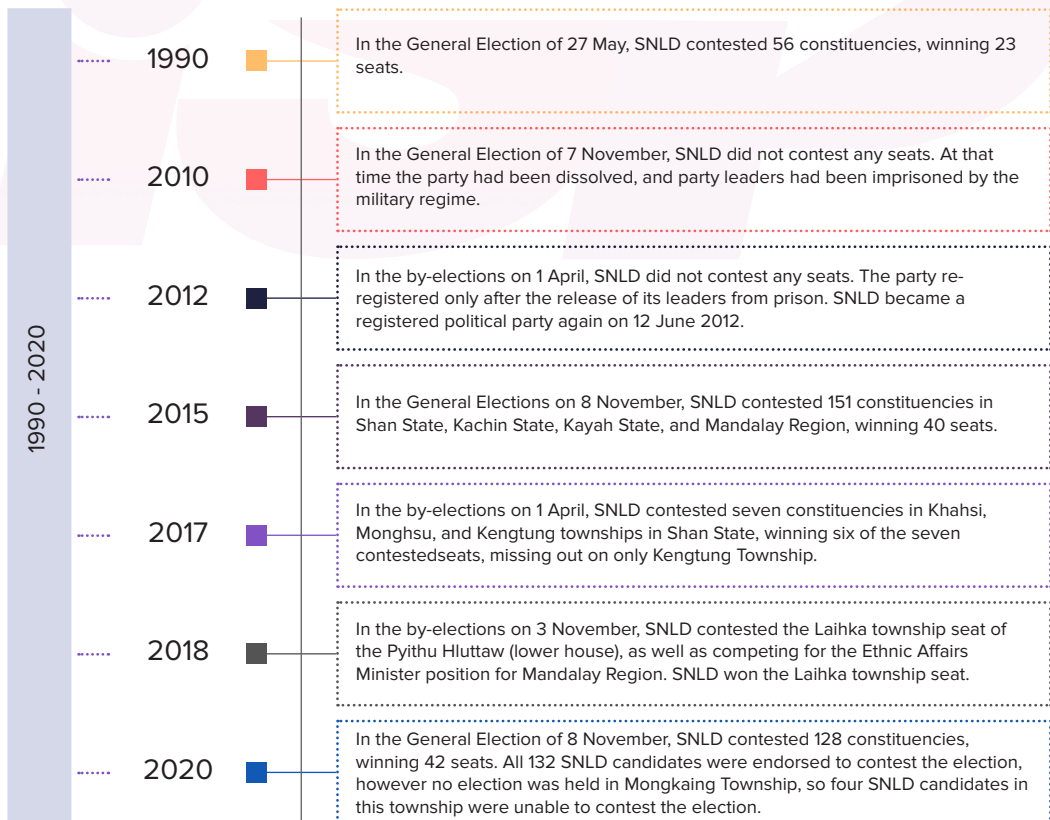 1990 - 2020
1990
In the General Election of 27 May, SNLD contested 56 constituencies, winning 23
seats.
2010
In the General Election of 7 November, SNLD did not contest any seats. At that
time the party had been dissolved, and party leaders had been imprisoned by the
military regime.
2012
In the by-elections on 1 April, SNLD did not contest any seats. The party re-
registered only after the release of its leaders from prison. SNLD became a
registered political party again on 12 June 2012.
2015
In the General Elections on 8 November, SNLD contested 151 constituencies in
Shan State, Kachin State, Kayah State, and Mandalay Region, winning 40 seats.
2017
In the by-elections on 1 April, SNLD contested seven constituencies in Khahsi,
Monghsu, and Kengtung townships in Shan State, winning six of the seven
contestedseats, missing out on only Kengtung Township.
2018
In the by-elections on 3 November, SNLD contested the Laihka township seat of
the Pyithu Hluttaw (lower house), as well as competing for the Ethnic Affairs
Minister position for Mandalay Region. SNLD won the Laihka township seat.
2020
In the General Election of 8 November, SNLD contested 128 constituencies,
winning 42 seats. All 132 SNLD candidates were endorsed to contest the election,
however no election was held in Mongkaing Township, so four SNLD candidates in
this township were unable to contest the election.